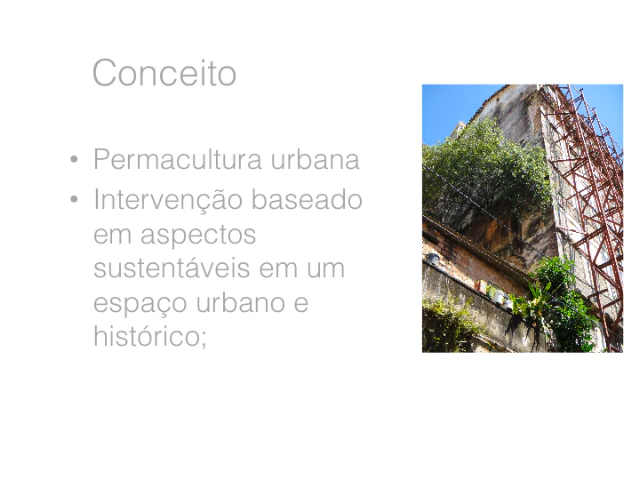 Conceito
• Permacultura urbana
• Intervenção baseado
em aspectos
sustentáveis em um
espaço urbano e
histórico;